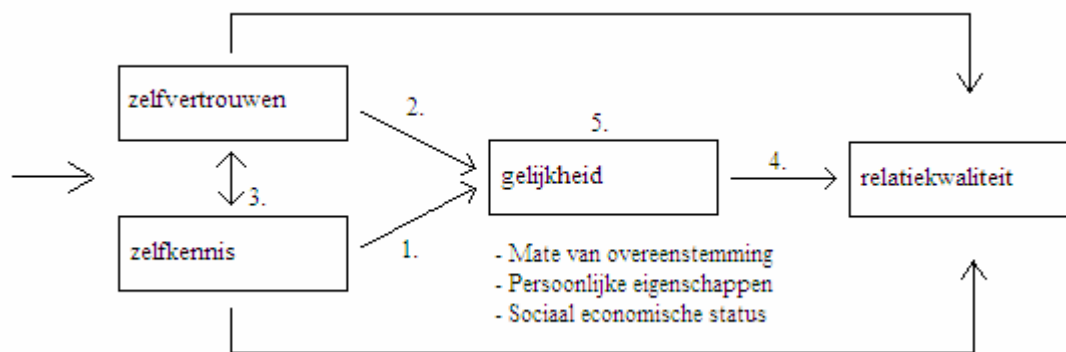 zelfvertrouwen
2.
5.
gelijkheid
4.
relatiekwaliteit
3.
zelfkennis
1.
- Mate van overeenstemming
- Persoonlijke eigenschappen
- Sociaal economische status